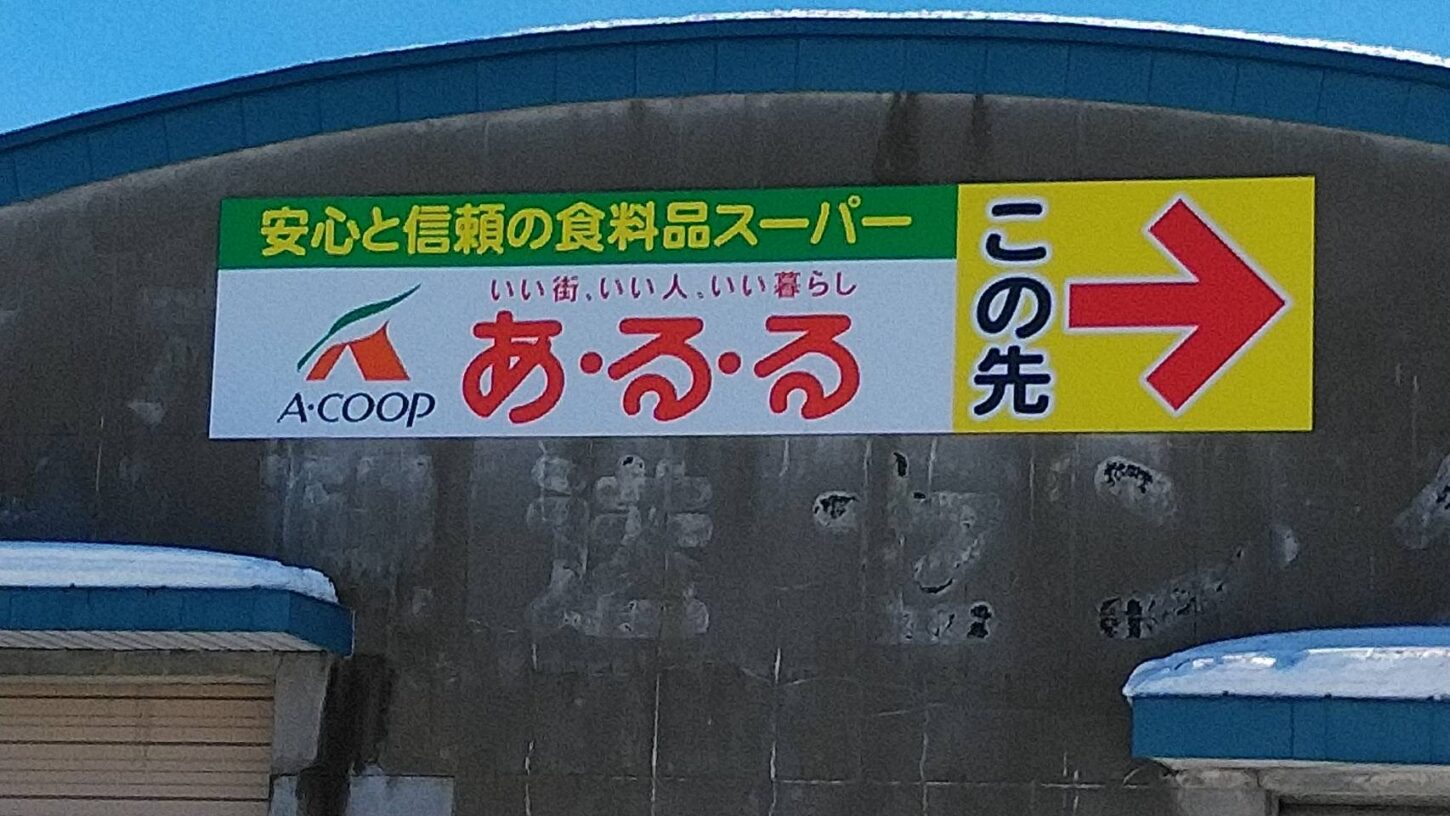 安心と信頼の食料品スーパー
いい街、いい人、いい暮らし
A・COOP
あ・る・る
この先